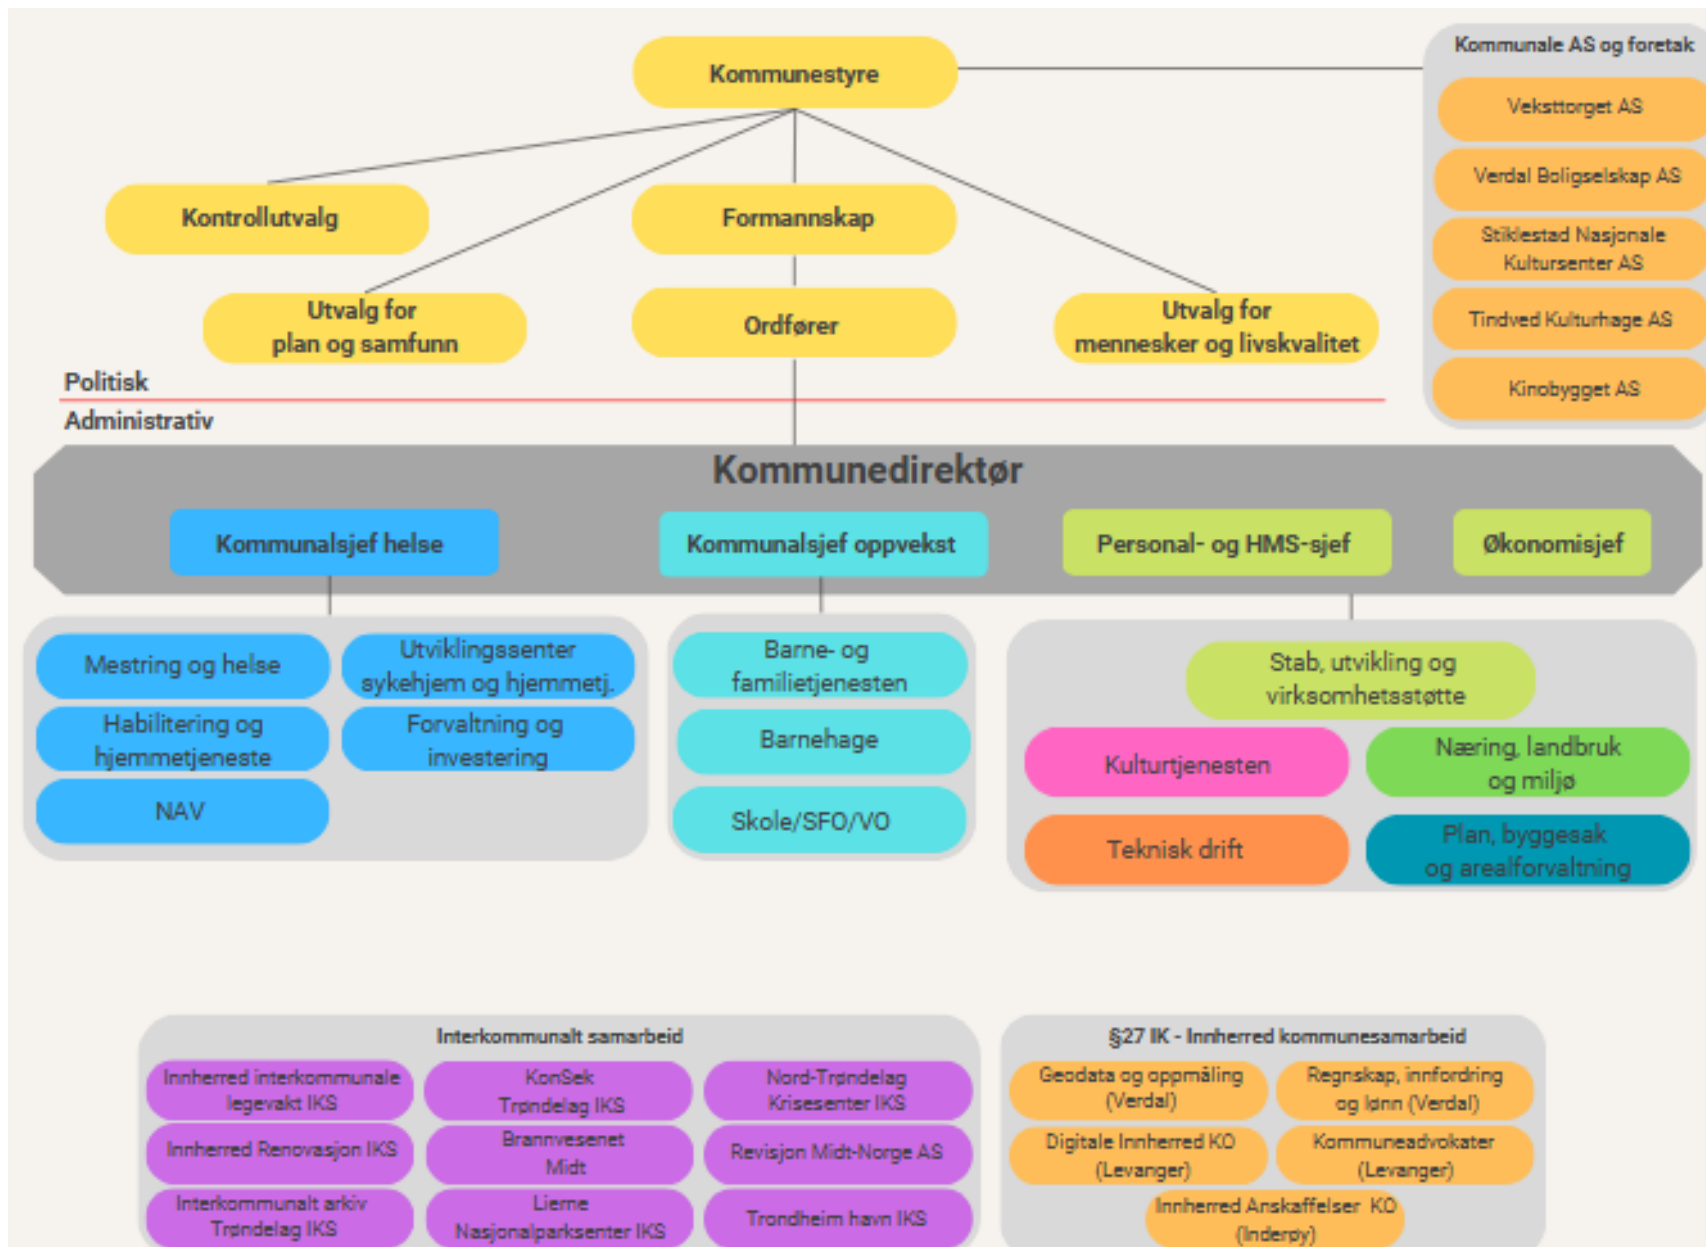 Kommunestyre
Kommunale AS og foretak
Veksttorget AS
Verdal Boligselskap AS
Stiklestad Nasjonale
Kultursenter AS
Tindved Kulturhage AS
Kinobygget AS
Kontrollutvalg
Formannskap
Utvalg for
plan og samfunn
Ordfører
Utvalg for
mennesker og livskvalitet
Politisk
Administrativ
Kommunedirektør
Kommunalsjef helse
Kommunalsjef oppvekst
Personal- og HMS-sjef
Økonomisjef
Mestring og helse
Utviklingssenter
sykehjem og hjemmetj.
Habilitering og
hjemmetjeneste
Forvaltning og
investering
NAV
Barne- og
familietjenesten
Barnehage
Skole/SFO/VO
Stab, utvikling og
virksomhetsstøtte
Kulturtjenesten
Næring, landbruk
og miljø
Teknisk drift
Plan, byggesak
og arealforvaltning
Interkommunalt samarbeid
Innherred interkommunale
legevakt IKS
KonSek
Trøndelag IKS
Nord-Trøndelag
Krisesenter IKS
Innherred Renovasjon IKS
Brannvesenet
Midt
Revisjon Midt-Norge AS
Interkommunalt arkiv
Trøndelag IKS
Lierne
Nasjonalparksenter IKS
Trondheim havn IKS
§27 IK - Innherred kommunesamarbeid
Geodata og oppmåling
(Verdal)
Regnskap, innfordring
og lønn (Verdal)
Digitale Innherred KO
(Levanger)
Kommuneadvokater
(Levanger)
Innherred Anskaffelser KO
(Inderøy)